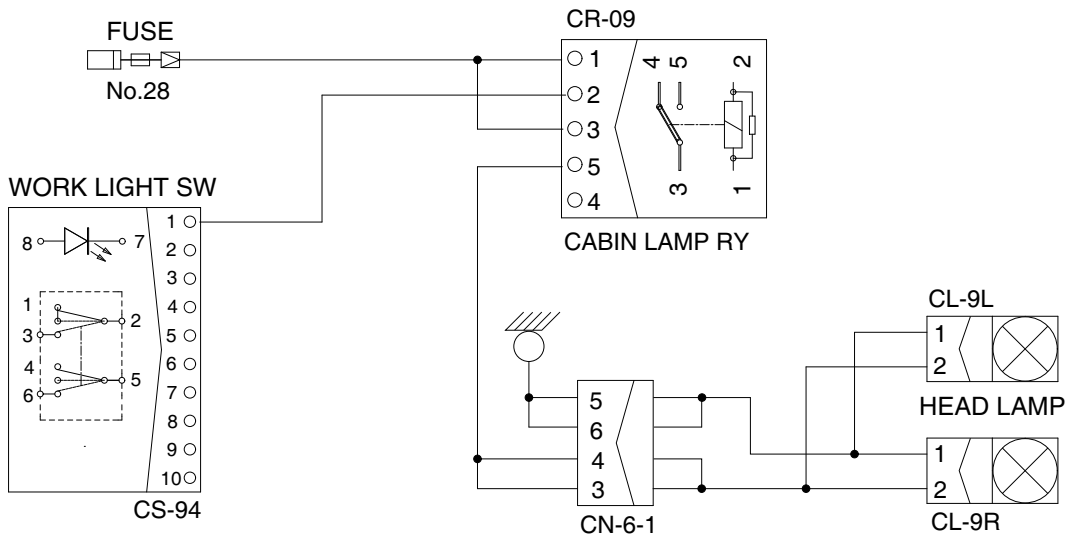 FUSE
No.28
CR-09
1
2
3
5
4
4 5 2
3 1
CABIN LAMP RY
WORK LIGHT SW
8 7
1
3 2
4
6 5
1
2
3
4
5
6
7
8
9
10
CS-94
5
6
4
3
CN-6-1
CL-9L
1
2
HEAD LAMP
1
2
CL-9R